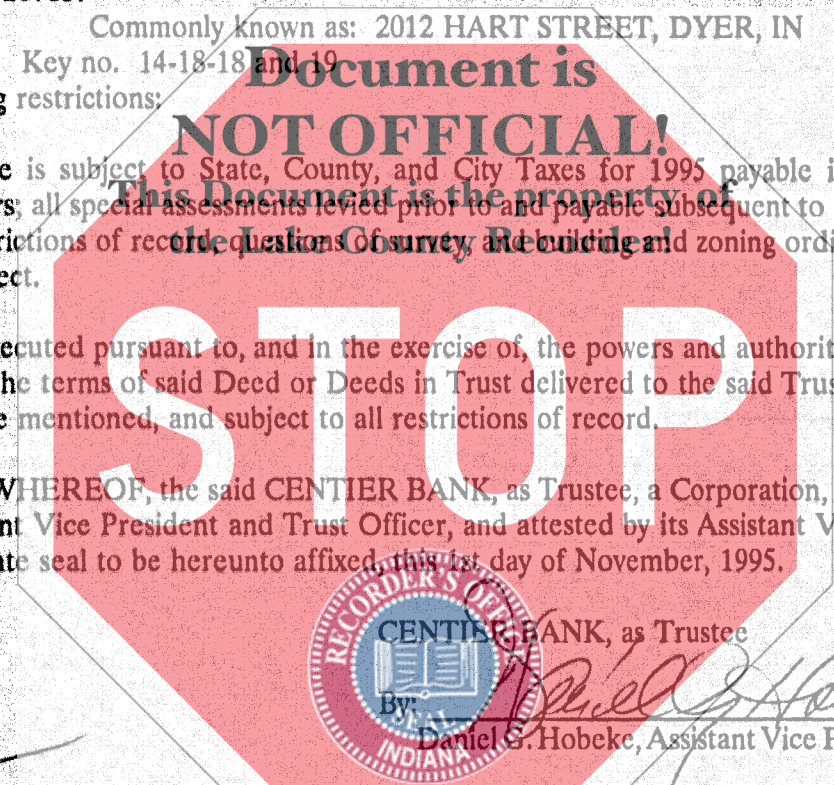 Commonly known as: 2012 HART STREET, DYER, IN
Key no. 14-18-18 and 19
Document is
restrictions:
NOT OFFICIAL!
e is subject to State, County, and City Taxes for 1995 payable i
This Document is the property of
rs; all special assessments levied prior to and payable subsequent to
the Lake County Recorder!
rictions of record, questions of survey, and building and zoning ordi
ect.
STOP
ecuted pursuant to, and in the exercise of, the powers and authorit
he terms of said Deed or Deeds in Trust delivered to the said Trus
e mentioned, and subject to all restrictions of record.
WHEREOF, the said CENTIER BANK, as Trustee, a Corporation,
nt Vice President and Trust Officer, and attested by its Assistant V
te seal to be hereunto affixed, this 1st day of November, 1995.
RECORDER'S OFFICE
SEAL
INDIANA
CENTIER BANK, as Trustee
By:
Daniel G. Hobeke, Assistant Vice P